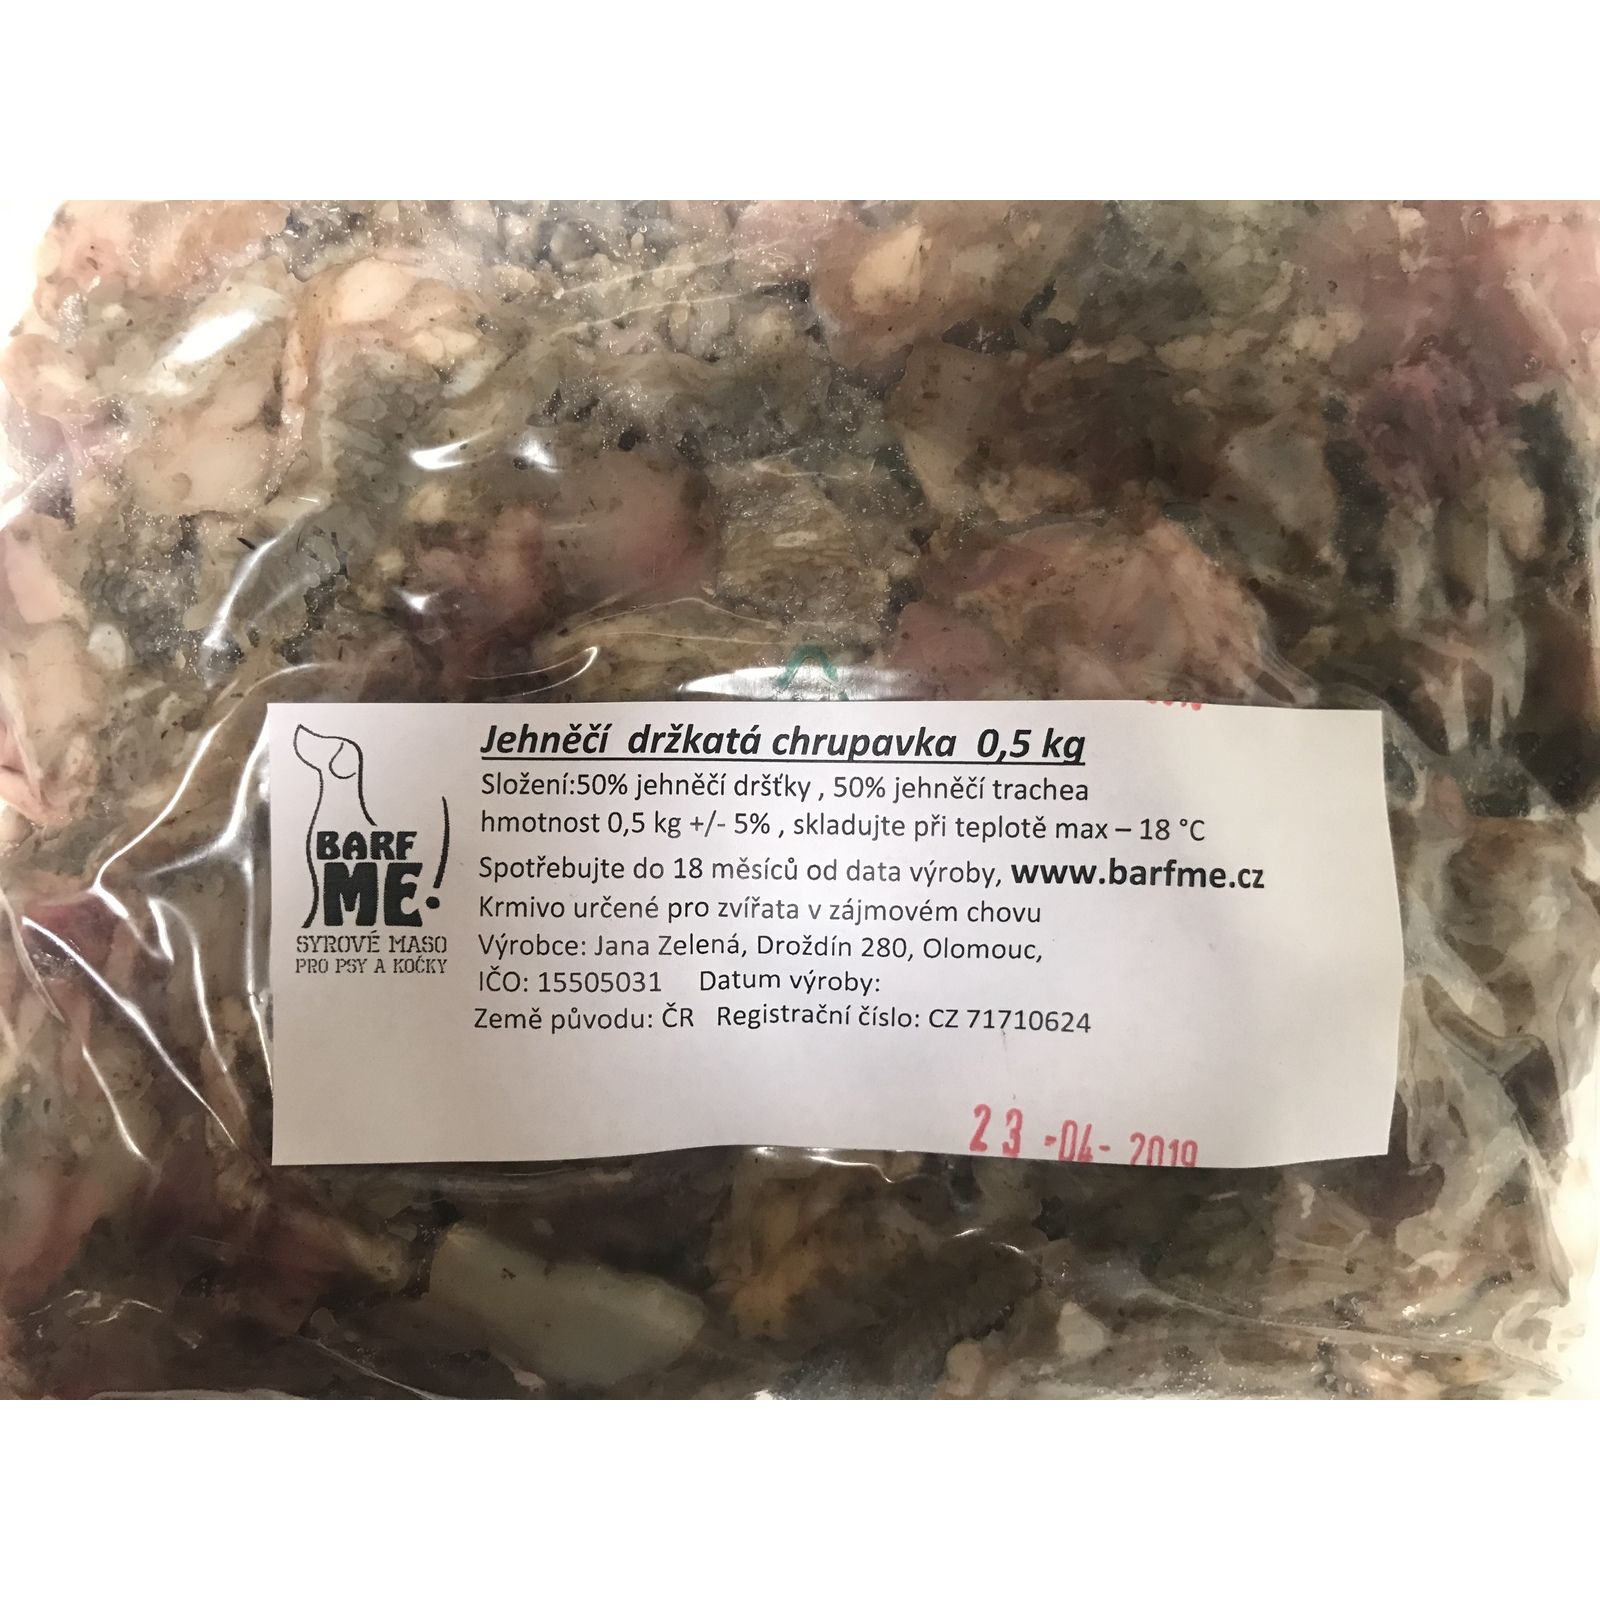 Jehněčí držkatá chrupavka 0,5 kg
Složení:50% jehněčí dršťky , 50% jehněčí trachea
hmotnost 0,5 kg +/- 5% , skladujte při teplotě max – 18 °C
Spotřebujte do 18 měsíců od data výroby, www.barfme.cz
Krmivo určené pro zvířata v zájmovém chovu
Výrobce: Jana Zelená, Droždín 280, Olomouc,
IČO: 15505031 Datum výroby:
Země původu: ČR Registrační číslo: CZ 71710624
BARF
ME!
SYROVÉ MASO
PRO PSY A KOČKY
23 -04- 2019